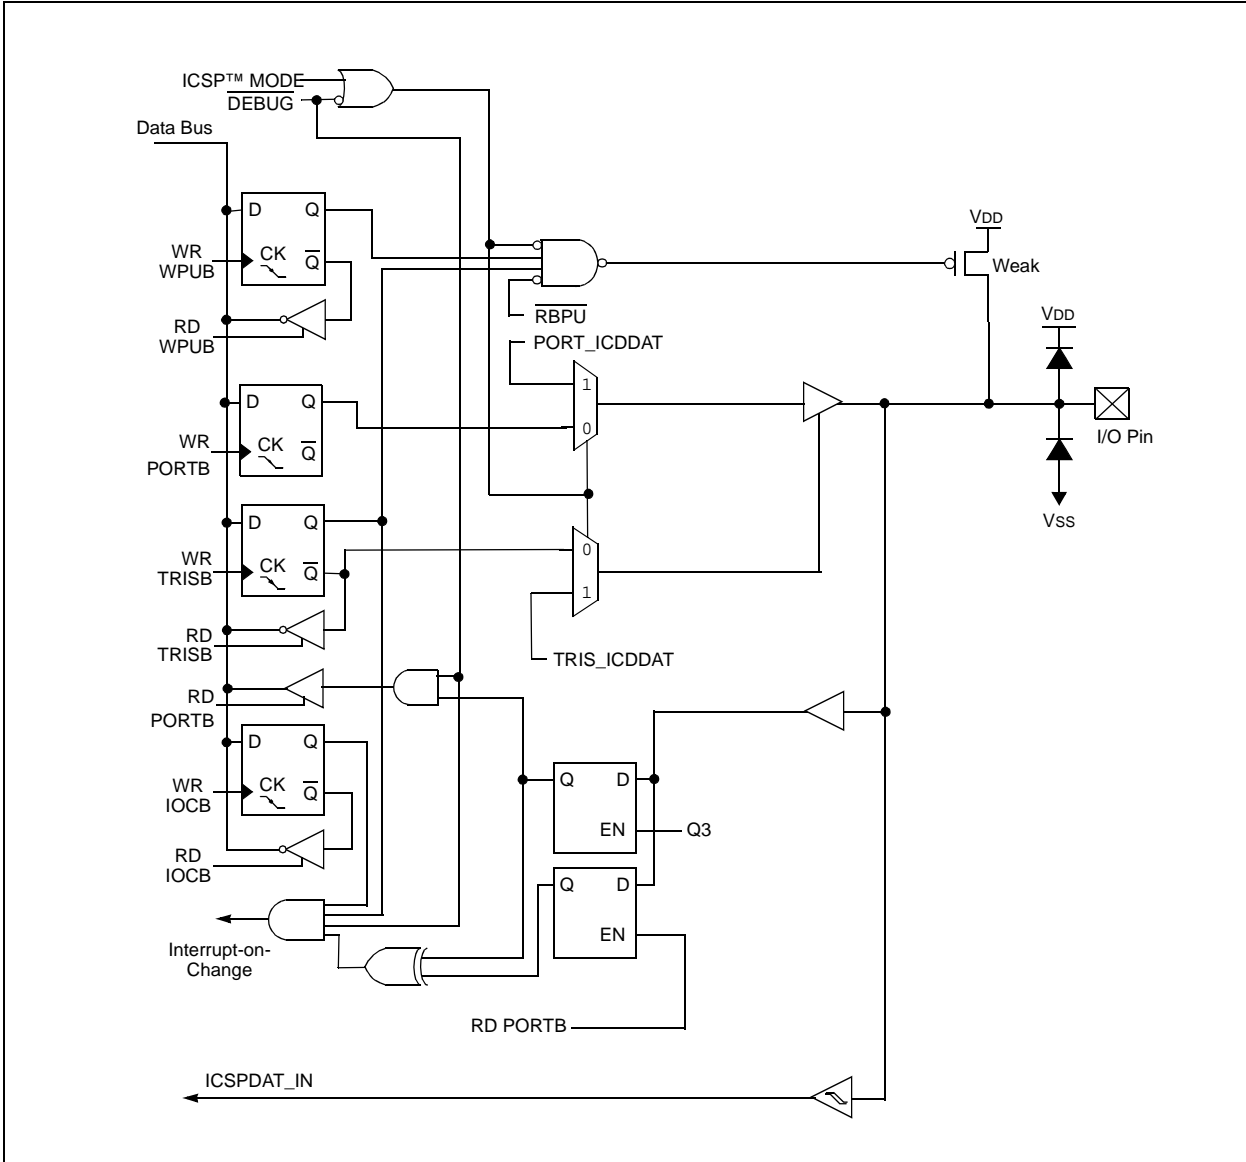 ICSP™ MODE
DEBUG
Data Bus
D Q
WR
WPUB
CK
Q
RD
WPUB
VDD
Weak
RBPU
PORT_ICDDAT
1
0
VDD
I/O Pin
VSS
D Q
WR
PORTB
CK
Q
D Q
WR
TRISB
CK
Q
0
1
RD
TRISB
TRIS_ICDDAT
RD
PORTB
D Q
WR
IOCB
CK
Q
Q D
EN
Q3
RD
IOCB
Q D
EN
Interrupt-on-
Change
RD PORTB
ICSPDAT_IN